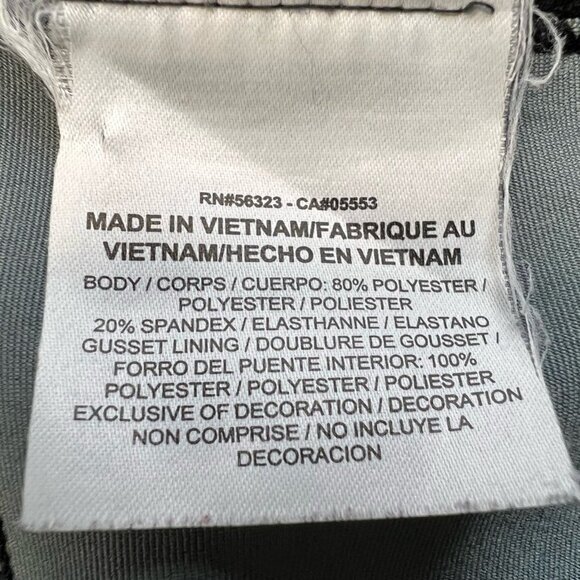 RN#56323 - CA#05553
MADE IN VIETNAM/FABRIQUE AU
VIETNAM/HECHO EN VIETNAM
BODY / CORPS / CUERPO: 80% POLYESTER /
POLYESTER / POLIESTER
20% SPANDEX / ELASTHANNE / ELASTANO
GUSSET LINING / DOUBLURE DE GOUSSET /
FORRO DEL PUENTE INTERIOR: 100%
POLYESTER / POLYESTER / POLIESTER
EXCLUSIVE OF DECORATION / DECORATION
NON COMPRISE / NO INCLUYE LA
DECORACION